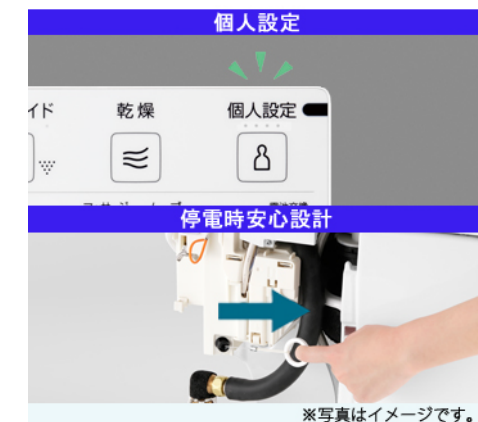 個人設定
イド
乾燥
個人設定
停電時安心設計
※写真はイメージです。